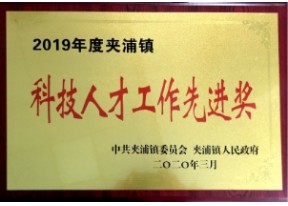 2019年度夹浦镇
科技人才工作先进奖
中共夹浦镇委员会 夹浦镇人民政府
二〇二〇年三月